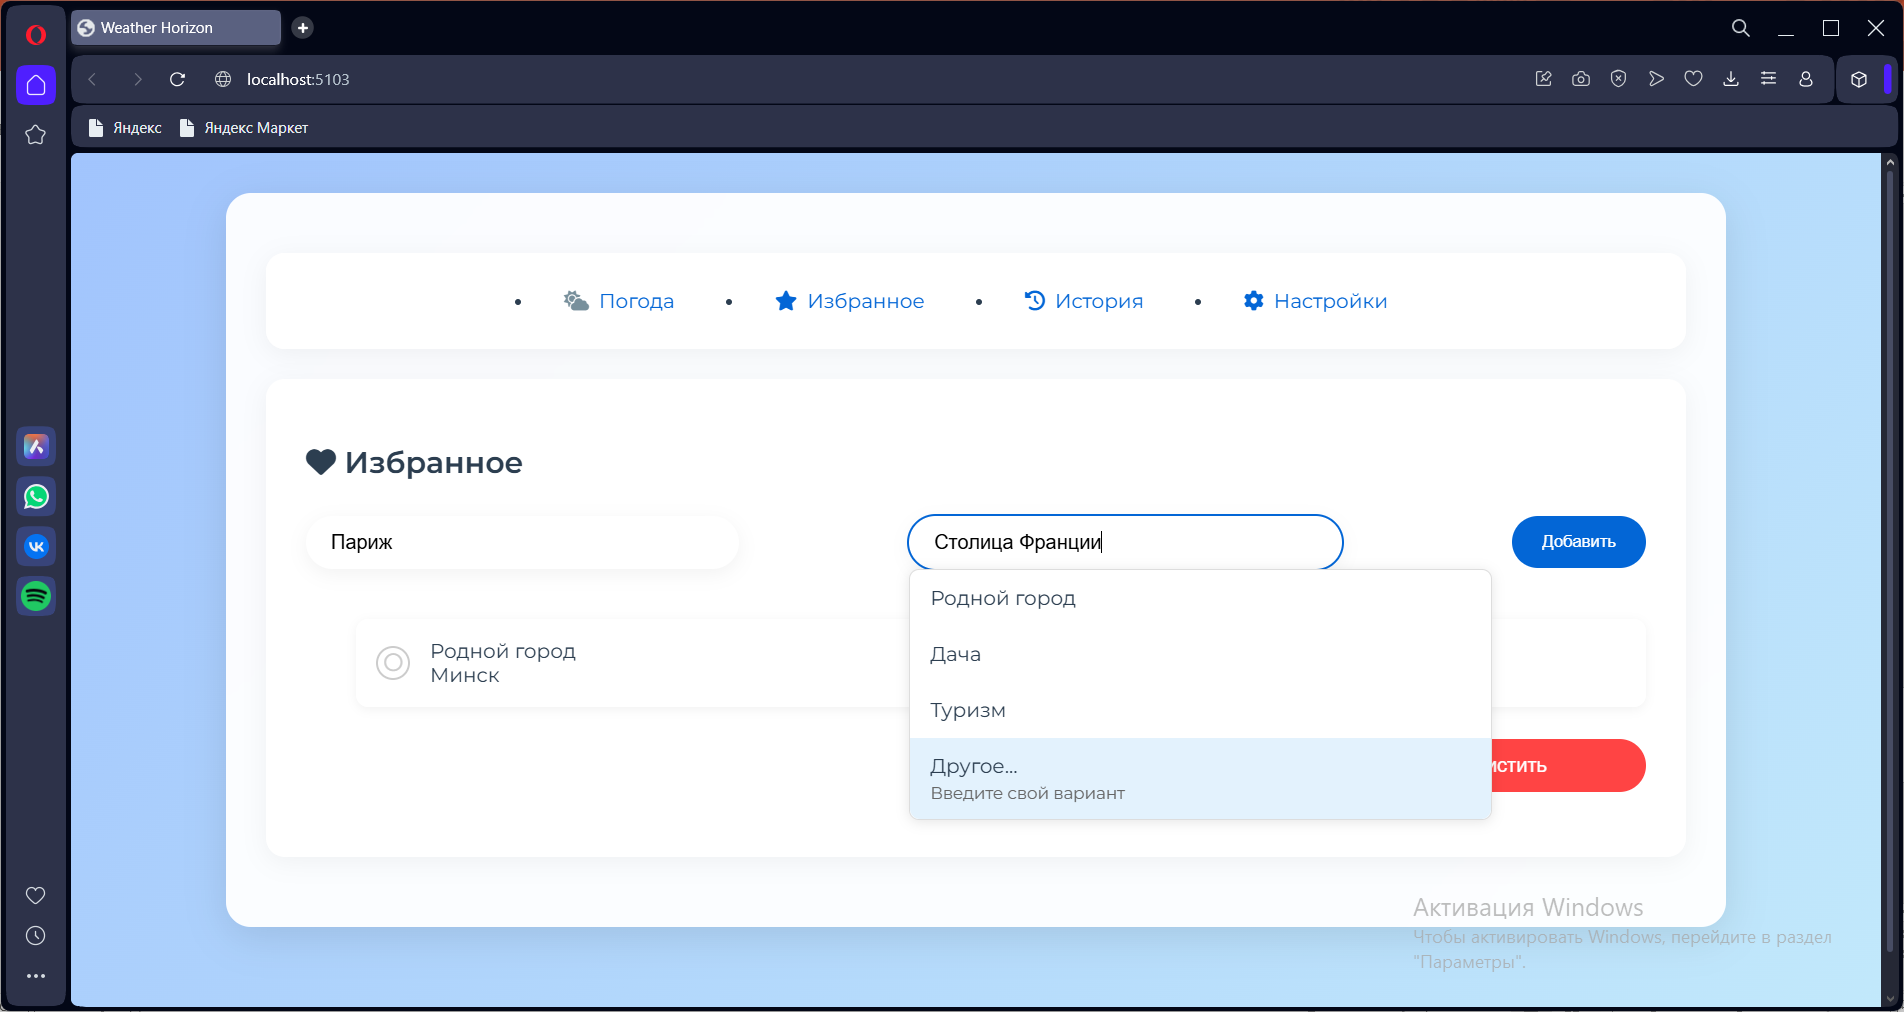 Weather Horizon
localhost:5103
Яндекс
Яндекс Маркет
Погода
Избранное
История
Настройки
Избранное
Париж
Столица Франции
Добавить
Родной город
Минск
Родной город
Дача
Туризм
Другое...
Введите свой вариант
истить
Активация Windows
Чтобы активировать Windows, перейдите в раздел
"Параметры".